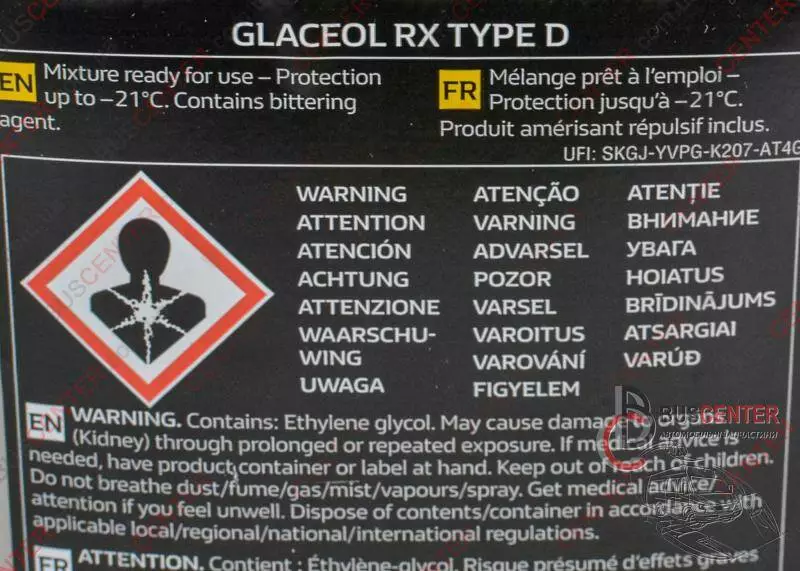 GLACEOL RX TYPE D
EN Mixture ready for use – Protection
up to –21°C. Contains bittering
agent.
FR Mélange prêt à l'emploi –
Protection jusqu'à –21°C.
Produit amérisant répulsif inclus.
UFI: SKGJ-YVPG-K207-AT4G
WARNING
ATTENTION
ATENCIÓN
ACHTUNG
ATTENZIONE
WAARSCHU-
WING
UWAGA
ATENÇÃO
VARNING
ADVARSEL
POZOR
VARSEL
VAROITUS
VAROVÁNÍ
FIGYELEM
ATENȚIE
ВНИМАНИЕ
УВАГА
HOIATUS
BRĪDINĀJUMS
ATSARGIAI
VARÚÐ
EN WARNING. Contains: Ethylene glycol. May cause damage to organs
(Kidney) through prolonged or repeated exposure. If medical advice is
needed, have product container or label at hand. Keep out of reach of children.
Do not breathe dust/fume/gas/mist/vapours/spray. Get medical advice/
attention if you feel unwell. Dispose of contents/container in accordance with
applicable local/regional/national/international regulations.
FR ATTENTION. Contient : Éthylène-glycol. Risque présumé d'effets graves
BUSCENTER
АВТОМОБІЛЬНІ ЗАПЧАСТИНИ